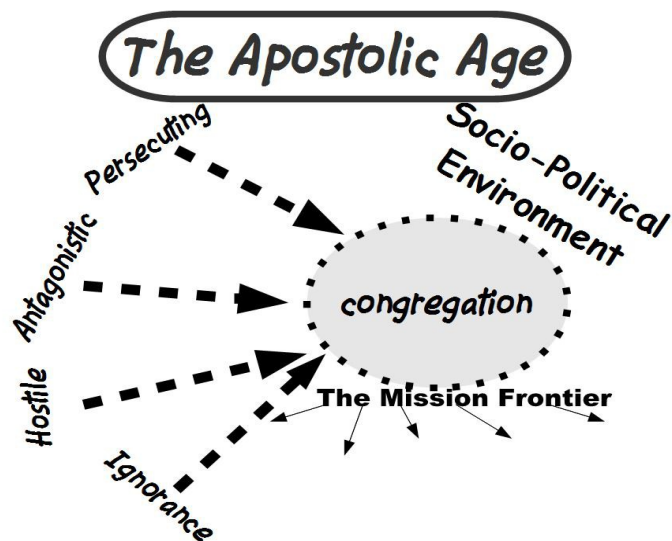 The Apostolic Age
Persecuting
Socio-Political
Environment
Antagonistic
congregation
Hostile
The Mission Frontier
Ignorance